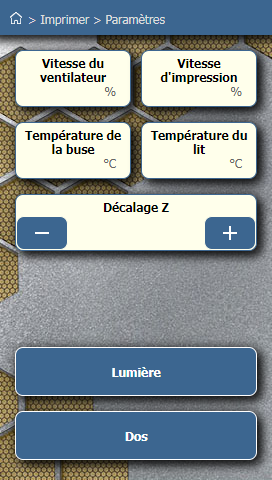 > Imprimer > Paramètres
Vitesse du
ventilateur
%
Vitesse
d'impression
%
Température de
la buse
°C
Température du
lit
°C
Décalage Z
− +
Lumière
Dos